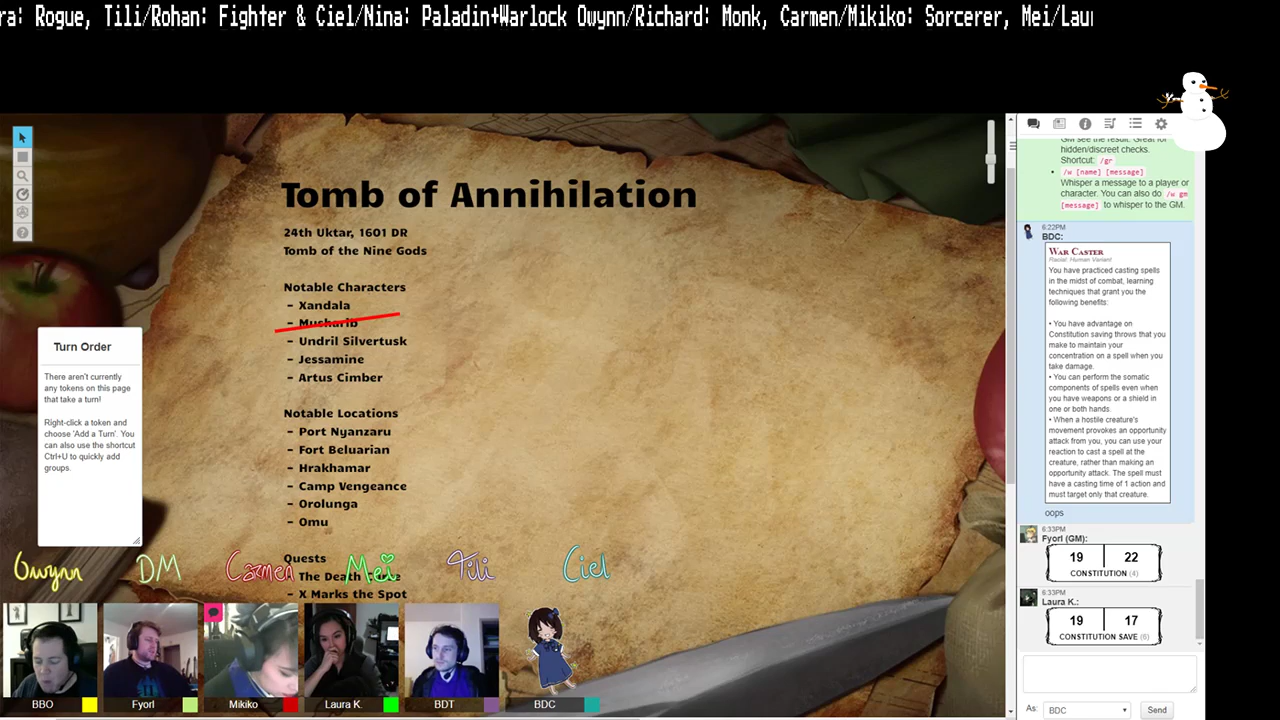 ra: Rogue, Tili/Rohan: Fighter & Ciel/Nina: Paladin+Warlock Owynn/Richard: Monk, Carmen/Mikiko: Sorcerer, Mei/Lau
Tomb of Annihilation
24th Uktar, 1601 DR
Tomb of the Nine Gods
Notable Characters
- Xandala
- Musharib
- Undril Silvertusk
- Jessamine
- Artus Cimber
Notable Locations
- Port Nyanzaru
- Fort Beluarian
- Hrakhamar
- Camp Vengeance
- Orolunga
- Omu
Quests
The Death
- X Marks the Spot
Turn Order
There aren't currently
any tokens on this page
that take a turn!
Right-click a token and
choose 'Add a Turn'. You
can also use the shortcut
Ctrl+U to quickly add
groups.
Owynn
DM
Carmen
Mei
Tili
Ciel
BBO
Fyorl
Mikiko
Laura K.
BDT
BDC
GM see the result. Great for
hidden/discreet checks.
Shortcut: /gr
• /w [name] [message]
Whisper a message to a player or
character. You can also do /w gm
[message] to whisper to the GM.
6:22PM
BDC:
War Caster
Racial: Human Variant
You have practiced casting spells
in the midst of combat, learning
techniques that grant you the
following benefits:
• You have advantage on
Constitution saving throws that you
make to maintain your
concentration on a spell when you
take damage.
• You can perform the somatic
components of spells even when
you have weapons or a shield in
one or both hands.
• When a hostile creature's
movement provokes an opportunity
attack from you, you can use your
reaction to cast a spell at the
creature, rather than making an
opportunity attack. The spell must
have a casting time of 1 action and
must target only that creature.
oops
6:33PM
Fyorl (GM):
19 22
CONSTITUTION (4)
6:33PM
Laura K.:
19 17
CONSTITUTION SAVE (6)
As: BDC Send